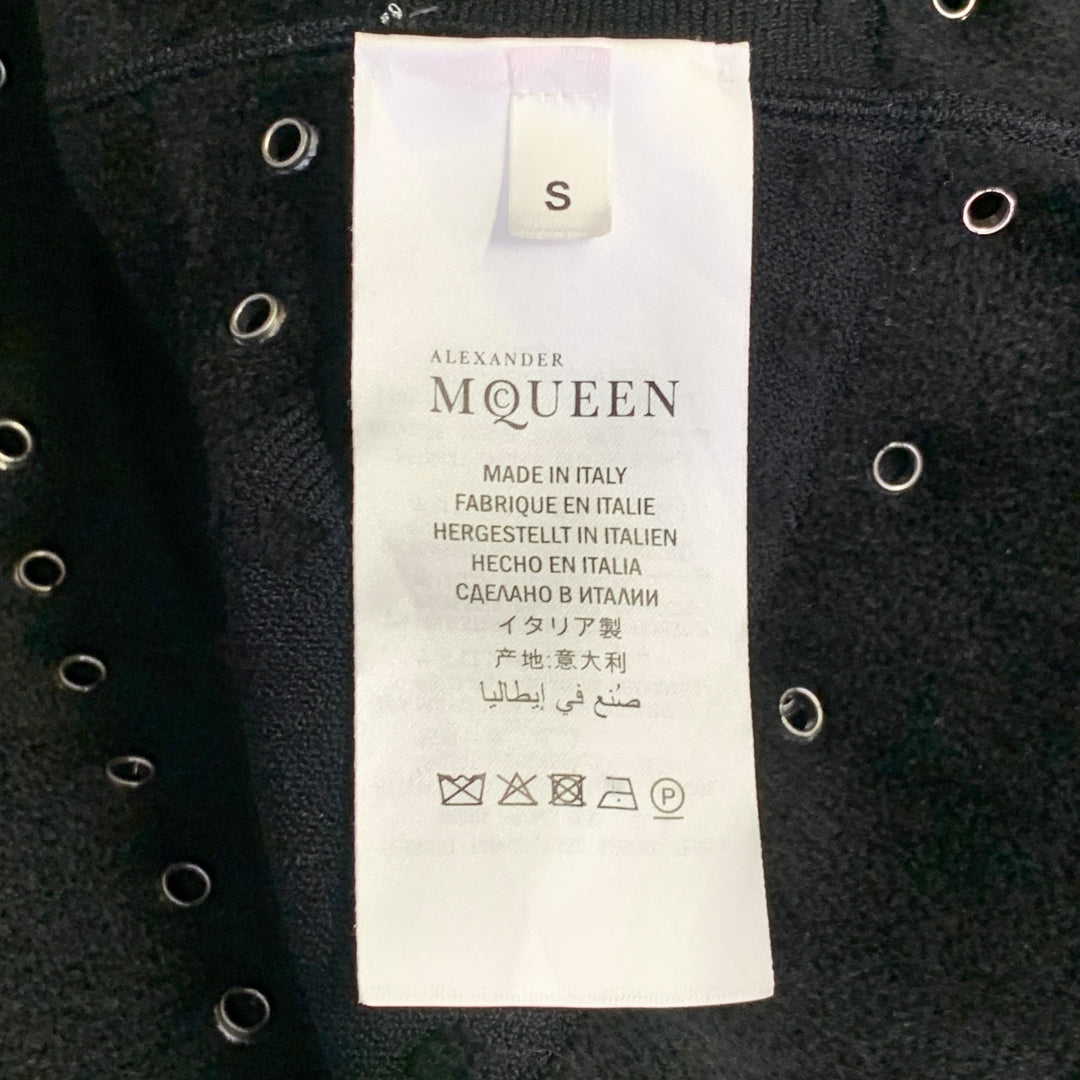 S
ALEXANDER
MCQUEEN
MADE IN ITALY
FABRIQUE EN ITALIE
HERGESTELLT IN ITALIEN
HECHO EN ITALIA
СДЕЛАНО В ИТАЛИИ
イタリア製
产地:意大利
صُنع في إيطاليا
P